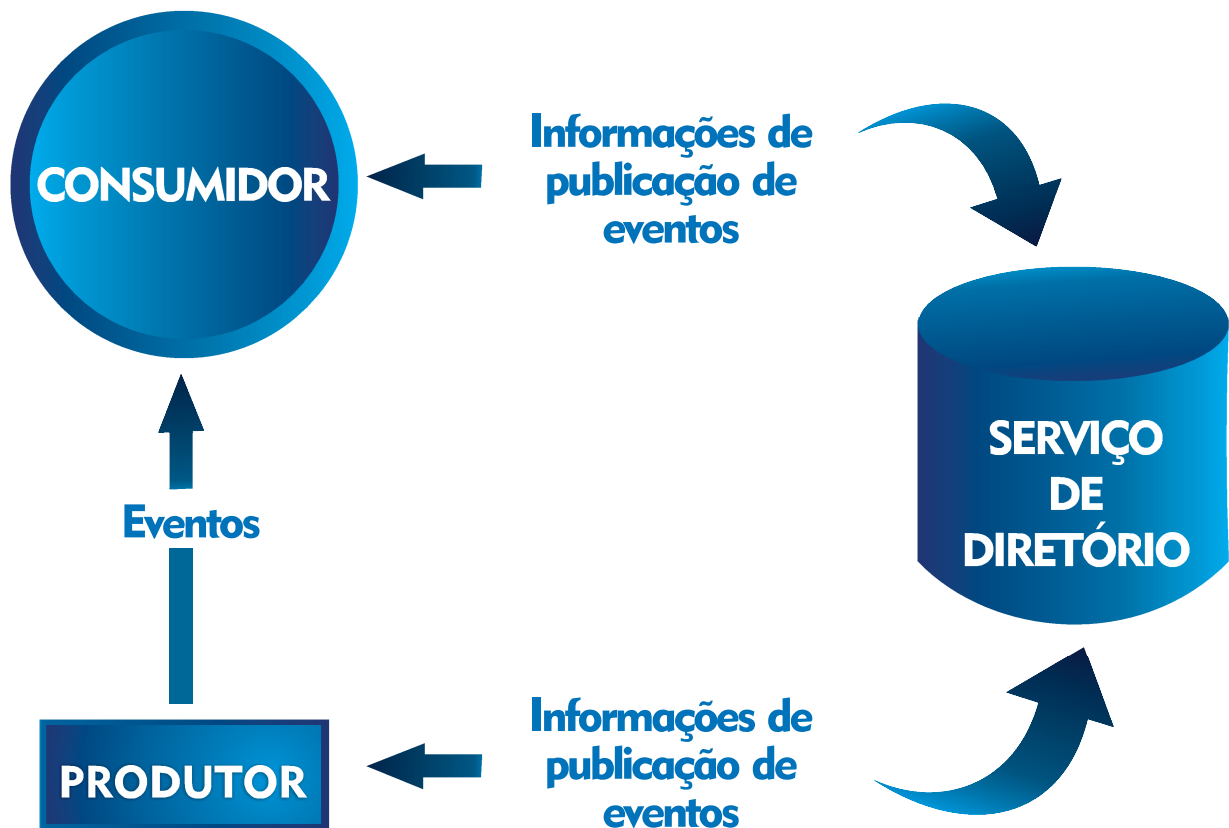 CONSUMIDOR
Informações de
publicação de
eventos
SERVIÇO
DE
DIRETÓRIO
Eventos
PRODUTOR
Informações de
publicação de
eventos